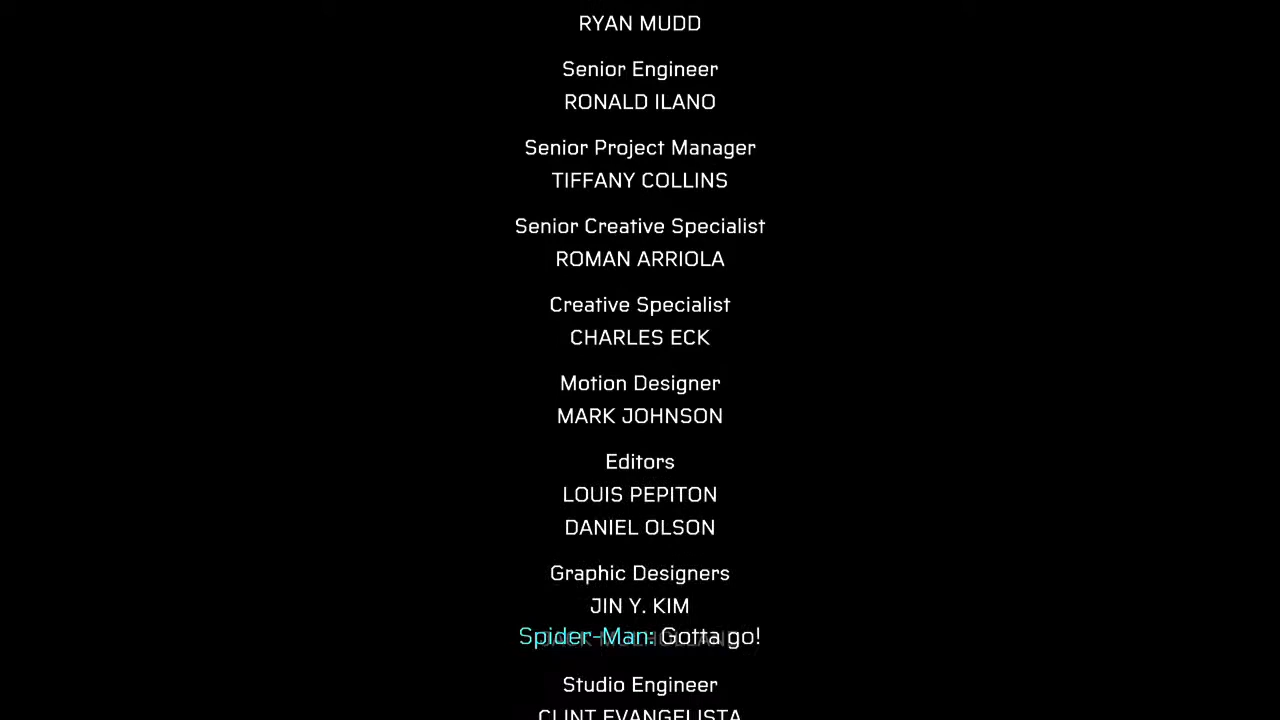 RYAN MUDD
Senior Engineer
RONALD ILANO
Senior Project Manager
TIFFANY COLLINS
Senior Creative Specialist
ROMAN ARRIOLA
Creative Specialist
CHARLES ECK
Motion Designer
MARK JOHNSON
Editors
LOUIS PEPITON
DANIEL OLSON
Graphic Designers
JIN Y. KIM
Spider-Man: Gotta go!
Studio Engineer
CLINT EVANGELISTA